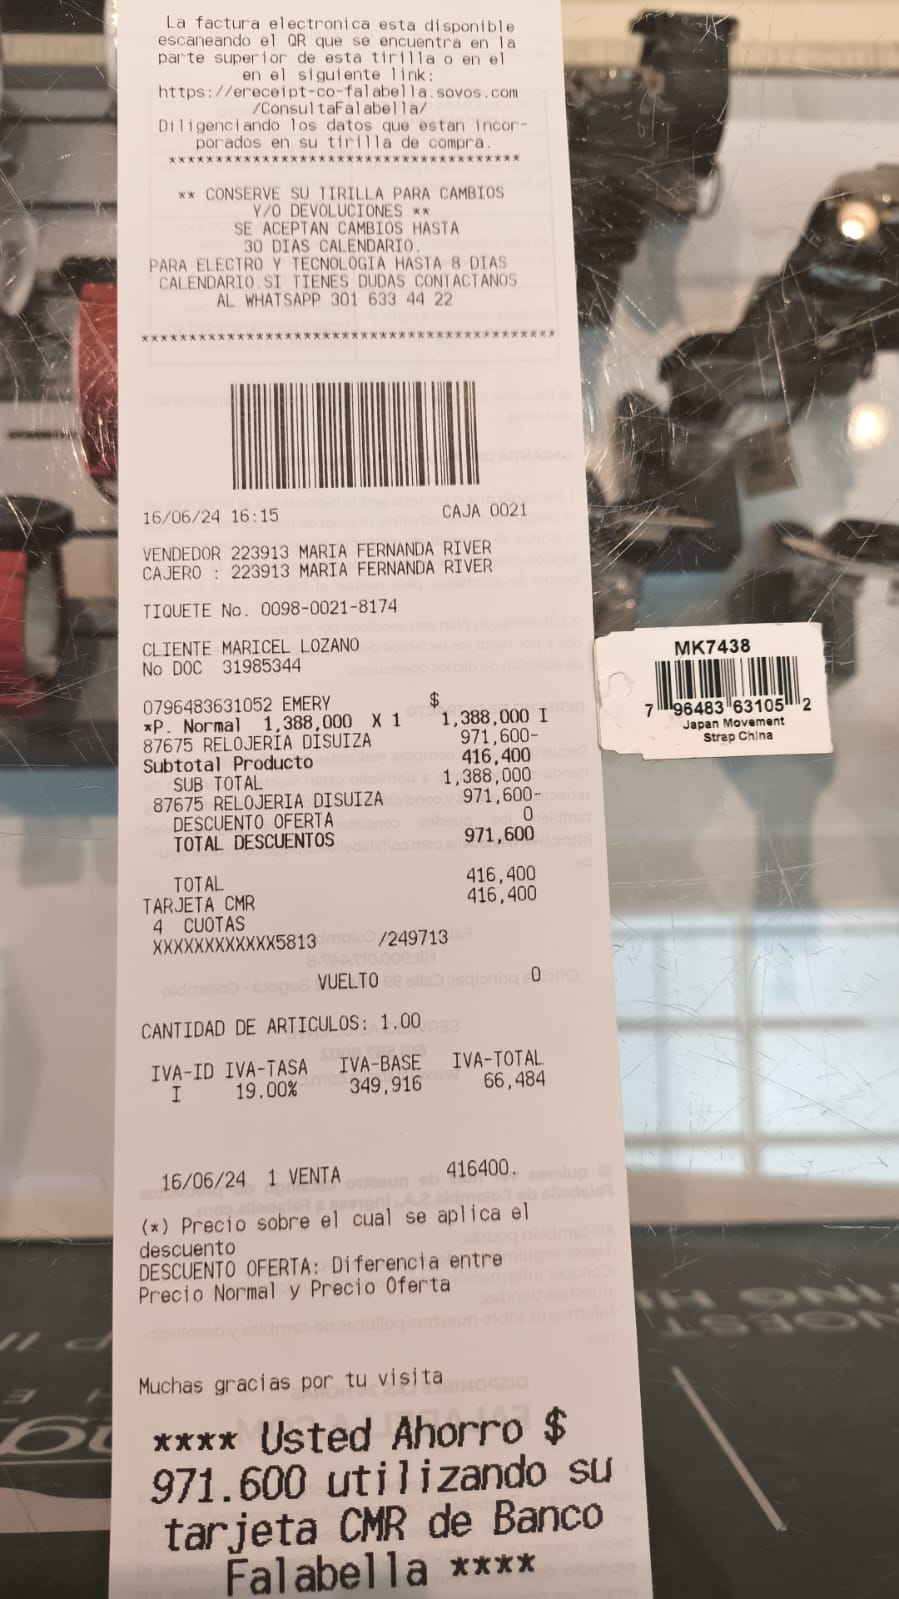 La factura electronica esta disponible
escaneando el QR que se encuentra en la
parte superior de esta tirilla o en el
en el siguiente link:
https://ereceipt-co-falabella.sovos.com
/ConsultaFalabella/
Diligenciando los datos que estan incor-
porados en su tirilla de compra.
****************************************
** CONSERVE SU TIRILLA PARA CAMBIOS
Y/O DEVOLUCIONES **
SE ACEPTAN CAMBIOS HASTA
30 DIAS CALENDARIO.
PARA ELECTRO Y TECNOLOGIA HASTA 8 DIAS
CALENDARIO.SI TIENES DUDAS CONTACTANOS
AL WHATSAPP 301 633 44 22
***********************************************
16/06/24 16:15 CAJA 0021
VENDEDOR 223913 MARIA FERNANDA RIVER
CAJERO : 223913 MARIA FERNANDA RIVER
TIQUETE No. 0098-0021-8174
CLIENTE MARICEL LOZANO
No DOC 31985344
0796483631052 EMERY $
*P. Normal 1,388,000 X 1 1,388,000 I
87675 RELOJERIA DISUIZA 971,600-
Subtotal Producto 416,400
SUB TOTAL 1,388,000
87675 RELOJERIA DISUIZA 971,600-
DESCUENTO OFERTA 0
TOTAL DESCUENTOS 971,600
TOTAL 416,400
TARJETA CMR 416,400
4 CUOTAS
XXXXXXXXXXXX5813 /249713
VUELTO 0
CANTIDAD DE ARTICULOS: 1.00
IVA-ID IVA-TASA IVA-BASE IVA-TOTAL
I 19.00% 349,916 66,484
16/06/24 1 VENTA 416400.
(*) Precio sobre el cual se aplica el
descuento
DESCUENTO OFERTA: Diferencia entre
Precio Normal y Precio Oferta
Muchas gracias por tu visita
**** Usted Ahorro $
971.600 utilizando su
tarjeta CMR de Banco
Falabella ****
MK7438
7 96483 63105 2
Japan Movement
Strap China